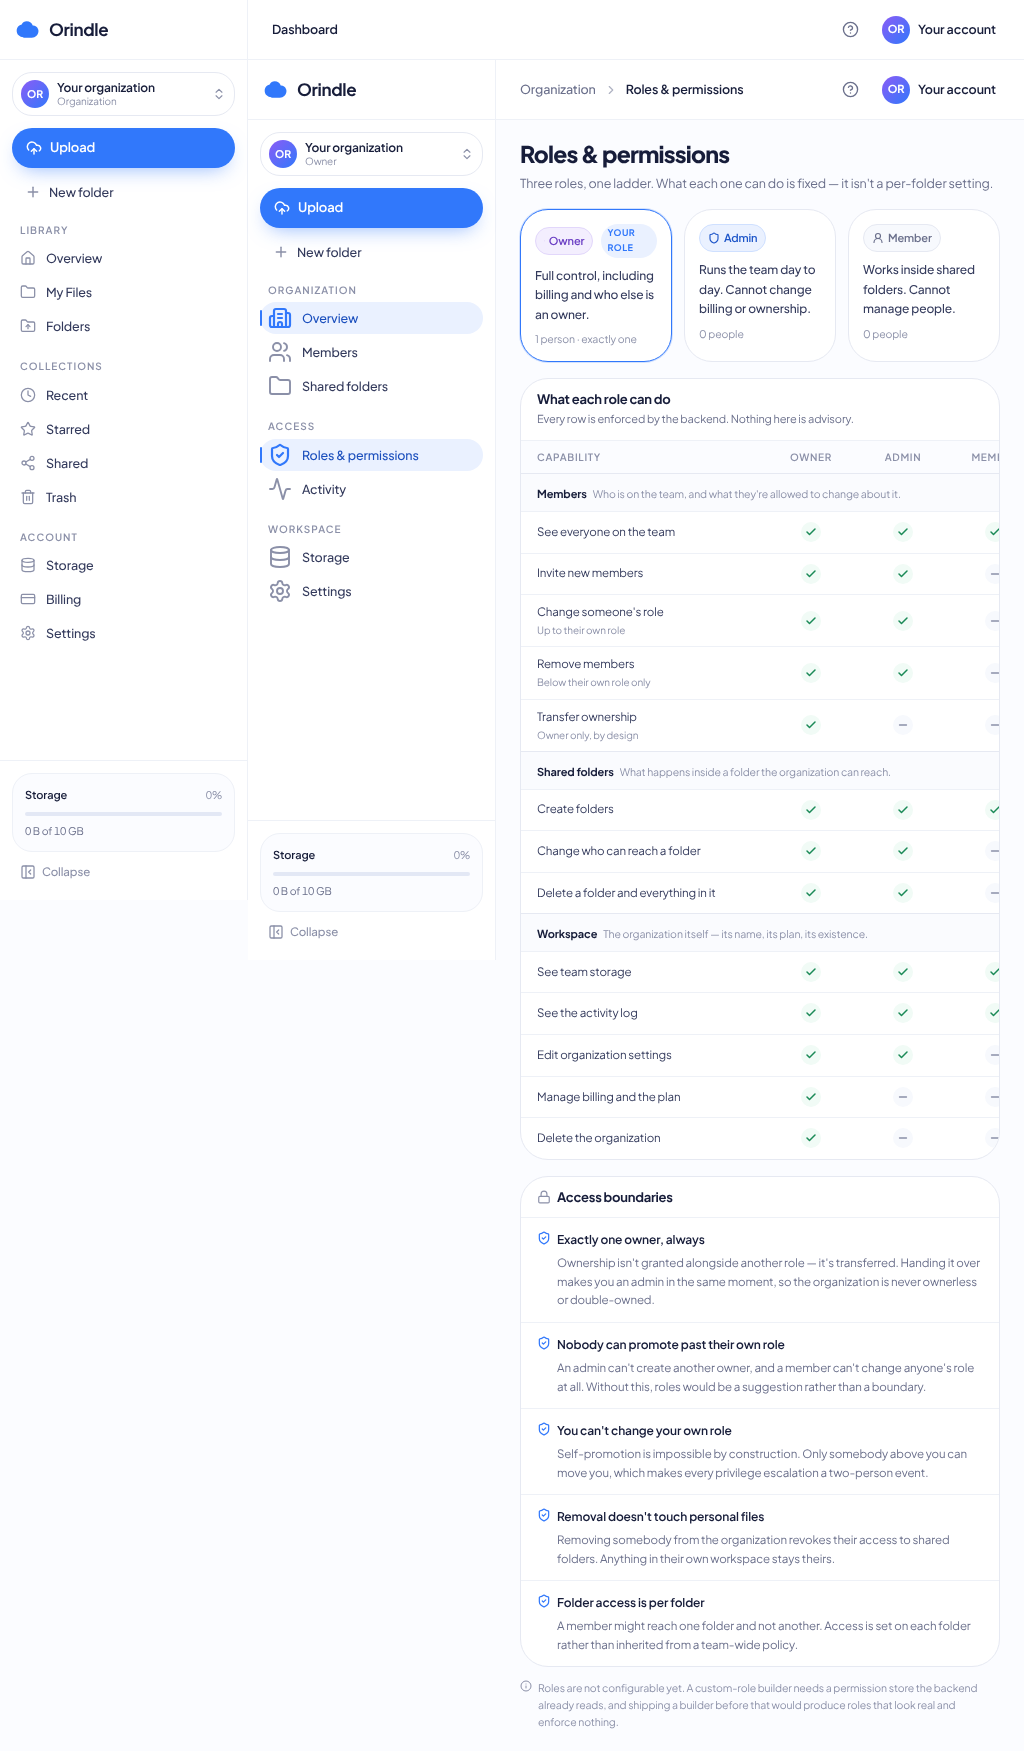 Orindle
Dashboard
OR Your account
OR Your organization
Organization
Upload
New folder
LIBRARY
Overview
My Files
Folders
COLLECTIONS
Recent
Starred
Shared
Trash
ACCOUNT
Storage
Billing
Settings
Storage 0%
0 B of 10 GB
Collapse
Orindle
OR Your organization
Owner
Upload
New folder
ORGANIZATION
Overview
Members
Shared folders
ACCESS
Roles & permissions
Activity
WORKSPACE
Storage
Settings
Storage 0%
0 B of 10 GB
Collapse
Organization > Roles & permissions
OR Your account
Roles & permissions
Three roles, one ladder. What each one can do is fixed — it isn't a per-folder setting.
Owner
YOUR
ROLE
Full control, including
billing and who else is
an owner.
1 person · exactly one
Admin
Runs the team day to
day. Cannot change
billing or ownership.
0 people
Member
Works inside shared
folders. Cannot
manage people.
0 people
What each role can do
Every row is enforced by the backend. Nothing here is advisory.
CAPABILITY OWNER ADMIN
Members Who is on the team, and what they're allowed to change about it.
See everyone on the team
Invite new members
Change someone's role
Up to their own role
Remove members
Below their own role only
Transfer ownership
Owner only, by design
Shared folders What happens inside a folder the organization can reach.
Create folders
Change who can reach a folder
Delete a folder and everything in it
Workspace The organization itself — its name, its plan, its existence.
See team storage
See the activity log
Edit organization settings
Manage billing and the plan
Delete the organization
Access boundaries
Exactly one owner, always
Ownership isn't granted alongside another role — it's transferred. Handing it over
makes you an admin in the same moment, so the organization is never ownerless
or double-owned.
Nobody can promote past their own role
An admin can't create another owner, and a member can't change anyone's role
at all. Without this, roles would be a suggestion rather than a boundary.
You can't change your own role
Self-promotion is impossible by construction. Only somebody above you can
move you, which makes every privilege escalation a two-person event.
Removal doesn't touch personal files
Removing somebody from the organization revokes their access to shared
folders. Anything in their own workspace stays theirs.
Folder access is per folder
A member might reach one folder and not another. Access is set on each folder
rather than inherited from a team-wide policy.
Roles are not configurable yet. A custom-role builder needs a permission store the backend
already reads, and shipping a builder before that would produce roles that look real and
enforce nothing.